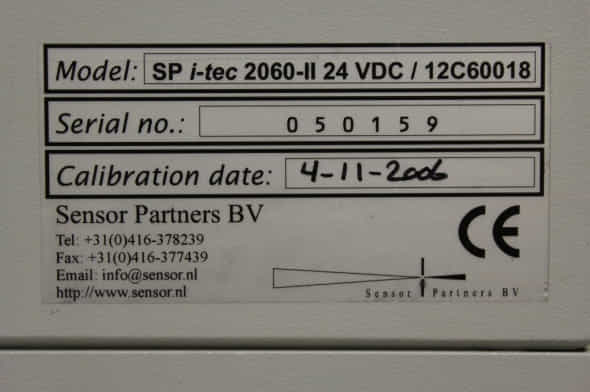 Model: SP i-tec 2060-II 24 VDC / 12C60018
Serial no.: 050159
Calibration date: 4-11-2006
Sensor Partners BV
Tel: +31(0)416-378239
Fax: +31(0)416-377439
Email: info@sensor.nl
http://www.sensor.nl
CE
Sensor Partners BV